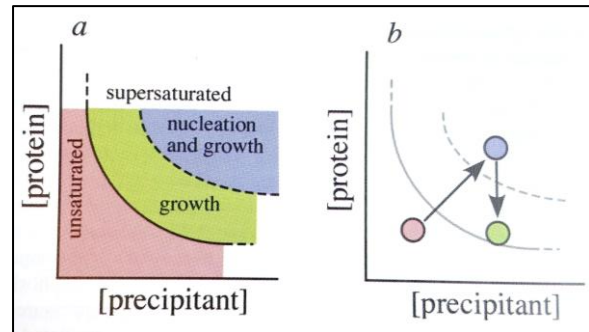 a
supersaturated
nucleation
and growth
growth
unsaturated
[protein]
[precipitant]
b
[protein]
[precipitant]